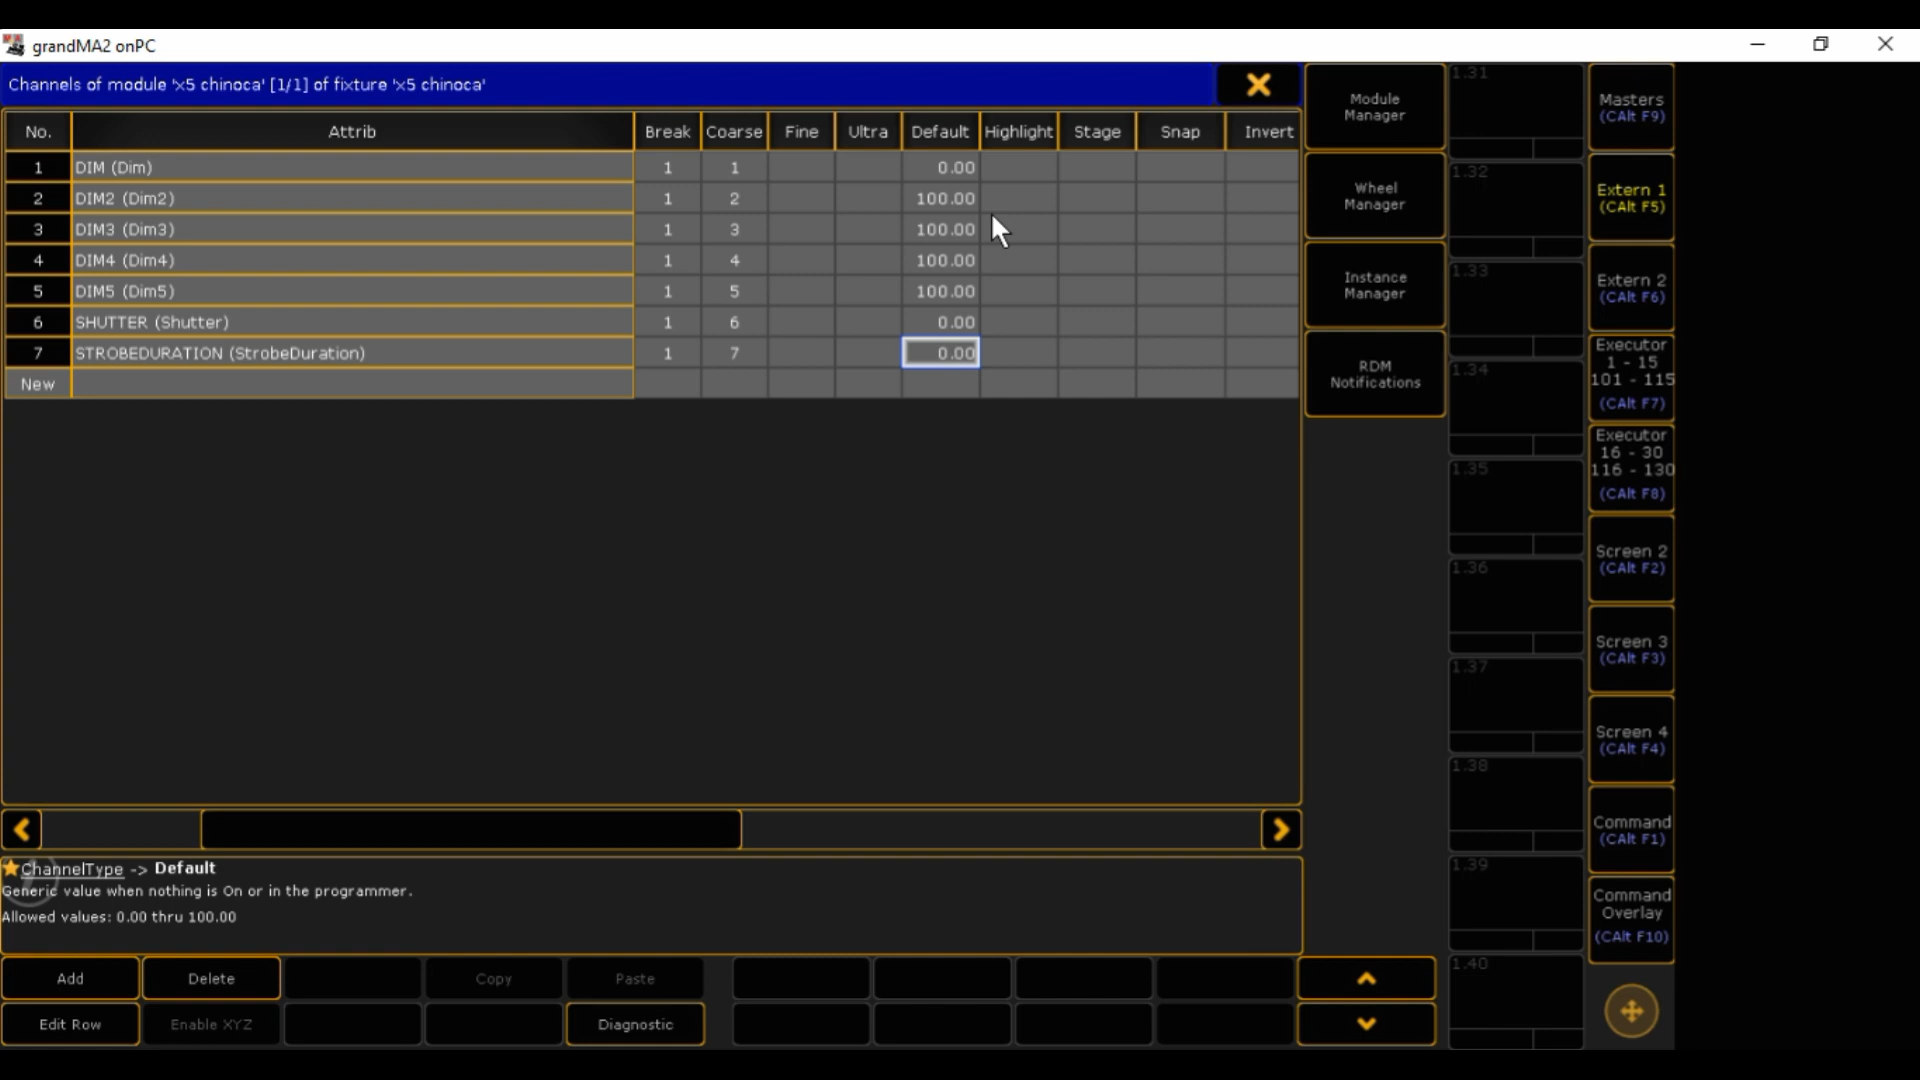 grandMA2 onPC
Channels of module 'x5 chinoca' [1/1] of fixture 'x5 chinoca'
No. Attrib Break Coarse Fine Ultra Default Highlight Stage Snap Invert
1 DIM (Dim) 1 1 0.00
2 DIM2 (Dim2) 1 2 100.00
3 DIM3 (Dim3) 1 3 100.00
4 DIM4 (Dim4) 1 4 100.00
5 DIM5 (Dim5) 1 5 100.00
6 SHUTTER (Shutter) 1 6 0.00
7 STROBEDURATION (StrobeDuration) 1 7 0.00
New
ChannelType -> Default
Generic value when nothing is On or in the programmer.
Allowed values: 0.00 thru 100.00
Add Delete Copy Paste
Edit Row Enable XYZ Diagnostic
Module
Manager
Wheel
Manager
Instance
Manager
RDM
Notifications
1.31
1.32
1.33
1.34
1.35
1.36
1.37
1.38
1.39
1.40
Masters
(CAlt F9)
Extern 1
(CAlt F5)
Extern 2
(CAlt F6)
Executor
1 - 15
101 - 115
(CAlt F7)
Executor
16 - 30
116 - 130
(CAlt F8)
Screen 2
(CAlt F2)
Screen 3
(CAlt F3)
Screen 4
(CAlt F4)
Command
(CAlt F1)
Command
Overlay
(CAlt F10)